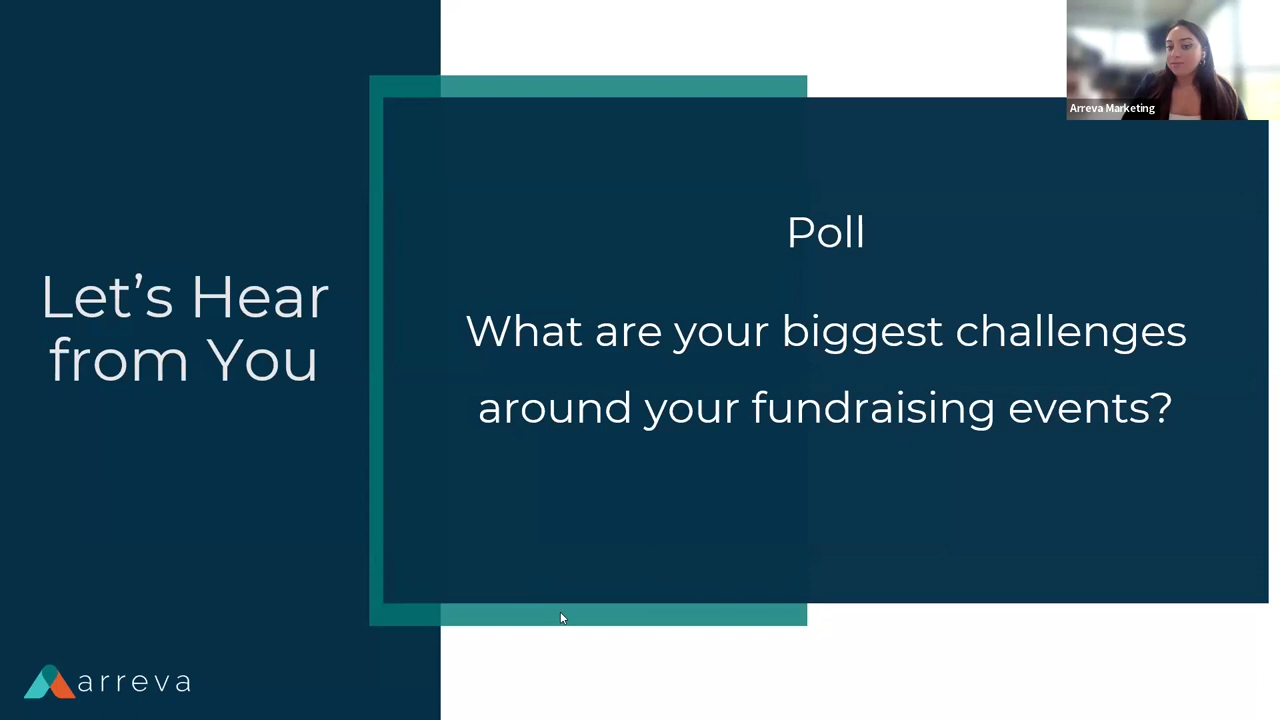 Let’s Hear
from You
Poll
What are your biggest challenges
around your fundraising events?
Arreva Marketing
arreva